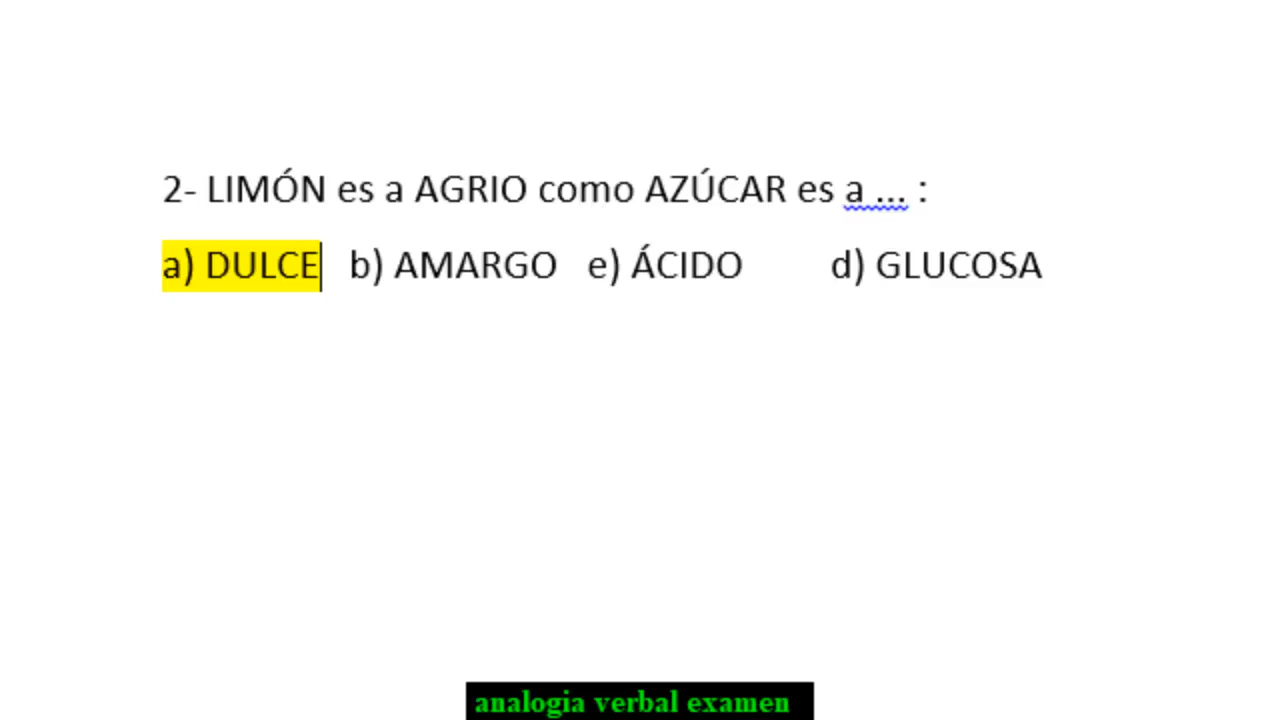 2- LIMÓN es a AGRIO como AZÚCAR es a ... :
a) DULCE b) AMARGO e) ÁCIDO d) GLUCOSA
analogia verbal examen